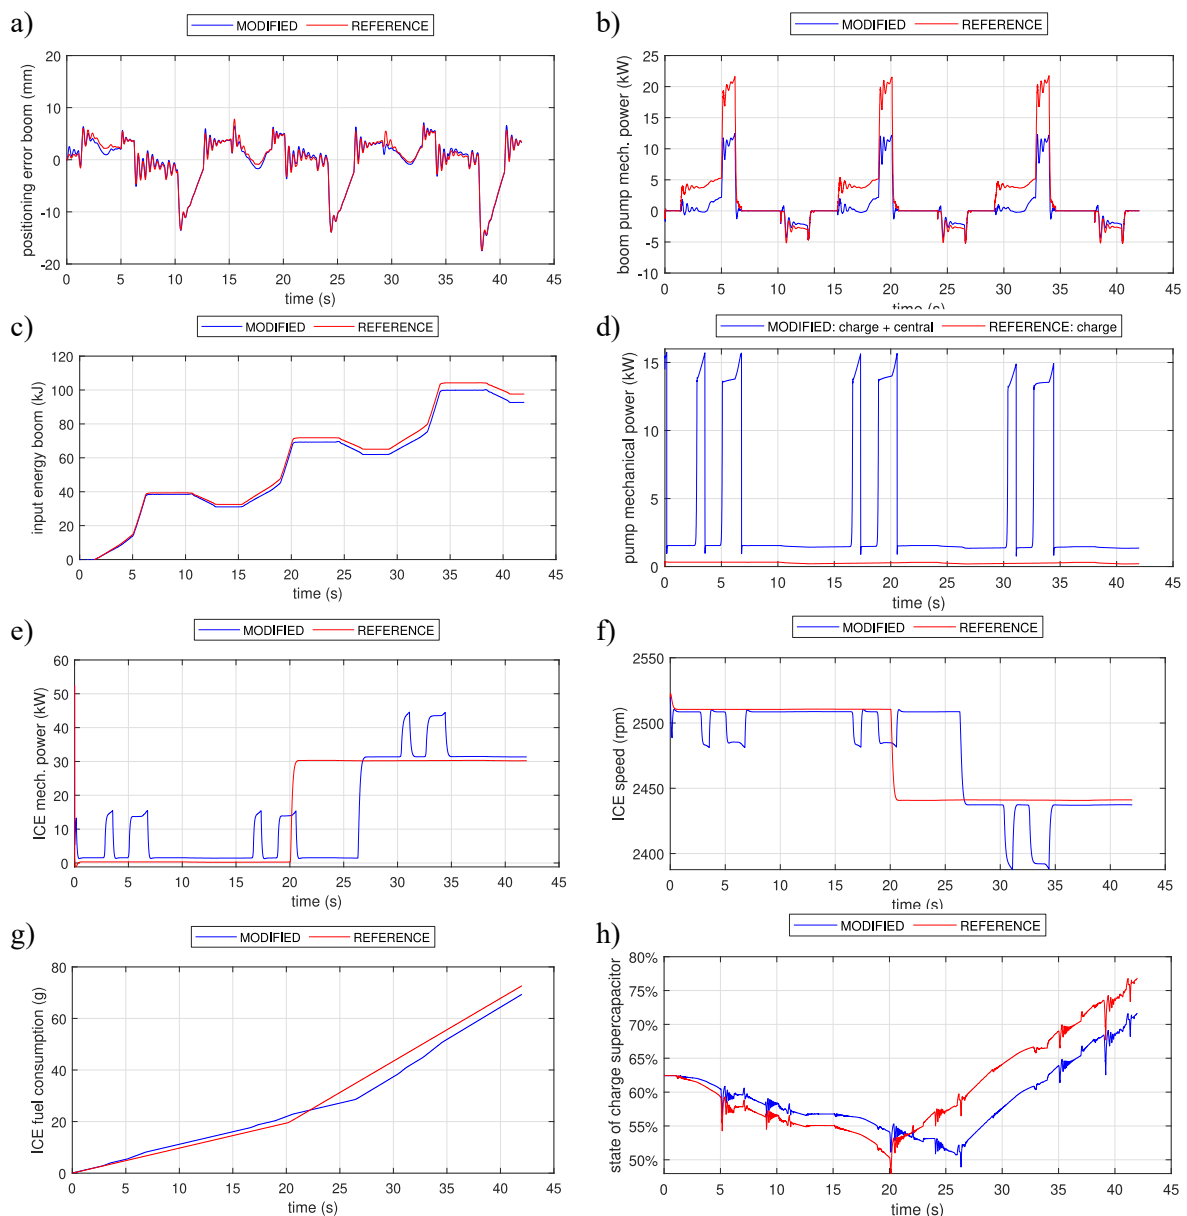 a)
MODIFIED REFERENCE
positioning error boom (mm)
20
10
0
-10
-20
0 5 10 15 20 25 30 35 40 45
time (s)
b)
MODIFIED REFERENCE
boom pump mech. power (kW)
25
20
15
10
5
0
-5
-10
0 5 10 15 20 25 30 35 40 45
time (s)
c)
MODIFIED REFERENCE
input energy boom (kJ)
120
100
80
60
40
20
0
0 5 10 15 20 25 30 35 40 45
time (s)
d)
MODIFIED: charge + central REFERENCE: charge
pump mechanical power (kW)
15
10
5
0
0 5 10 15 20 25 30 35 40 45
time (s)
e)
MODIFIED REFERENCE
ICE mech. power (kW)
60
50
40
30
20
10
0
0 5 10 15 20 25 30 35 40 45
time (s)
f)
MODIFIED REFERENCE
ICE speed (rpm)
2550
2500
2450
2400
0 5 10 15 20 25 30 35 40 45
time (s)
g)
MODIFIED REFERENCE
ICE fuel consumption (g)
80
60
40
20
0
0 5 10 15 20 25 30 35 40 45
time (s)
h)
MODIFIED REFERENCE
state of charge supercapacitor
80%
75%
70%
65%
60%
55%
50%
0 5 10 15 20 25 30 35 40 45
time (s)